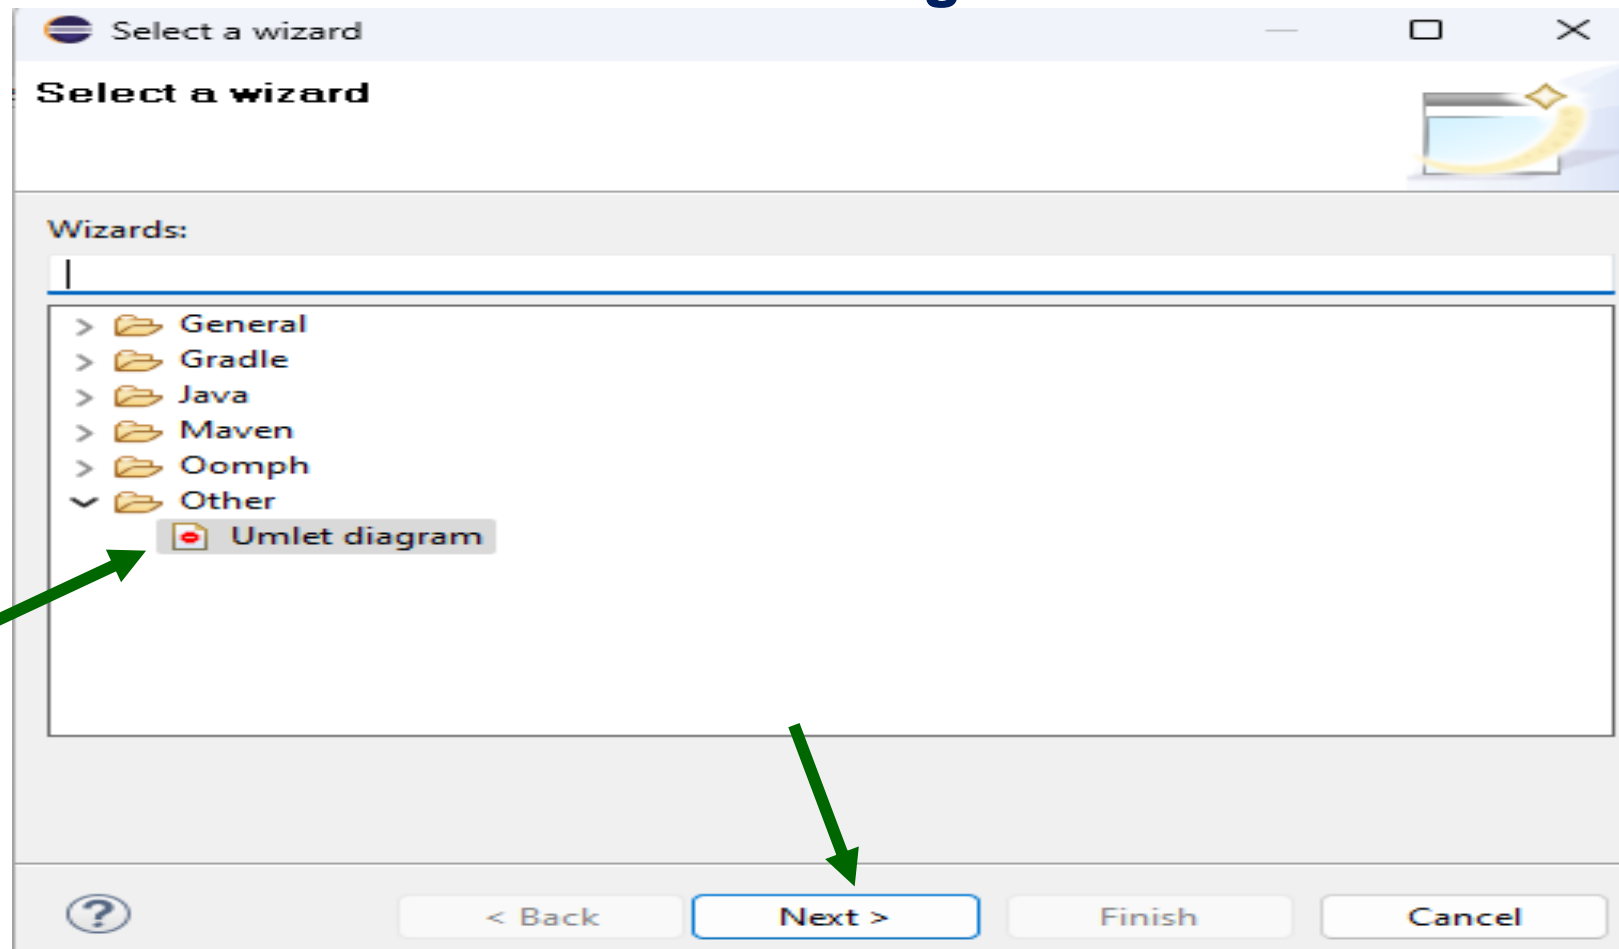 Select a wizard
Select a wizard
Wizards:
General
Gradle
Java
Maven
Oomph
Other
Umlet diagram
< Back
Next >
Finish
Cancel